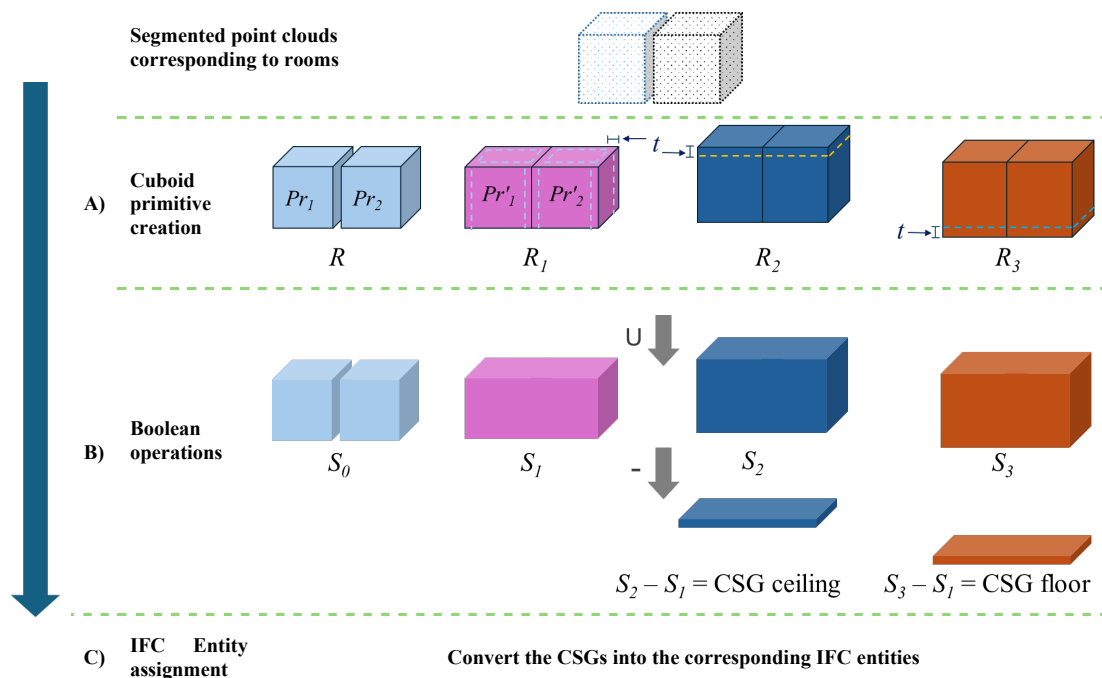 Segmented point clouds
corresponding to rooms
A) Cuboid
primitive
creation
Pr₁ Pr₂ Pr'₁ Pr'₂ t t
R R₁ R₂ R₃
B) Boolean
operations
∪
S₀ S₁ S₂ S₃
-
S₂ – S₁ = CSG ceiling S₃ – S₁ = CSG floor
C) IFC Entity
assignment
Convert the CSGs into the corresponding IFC entities